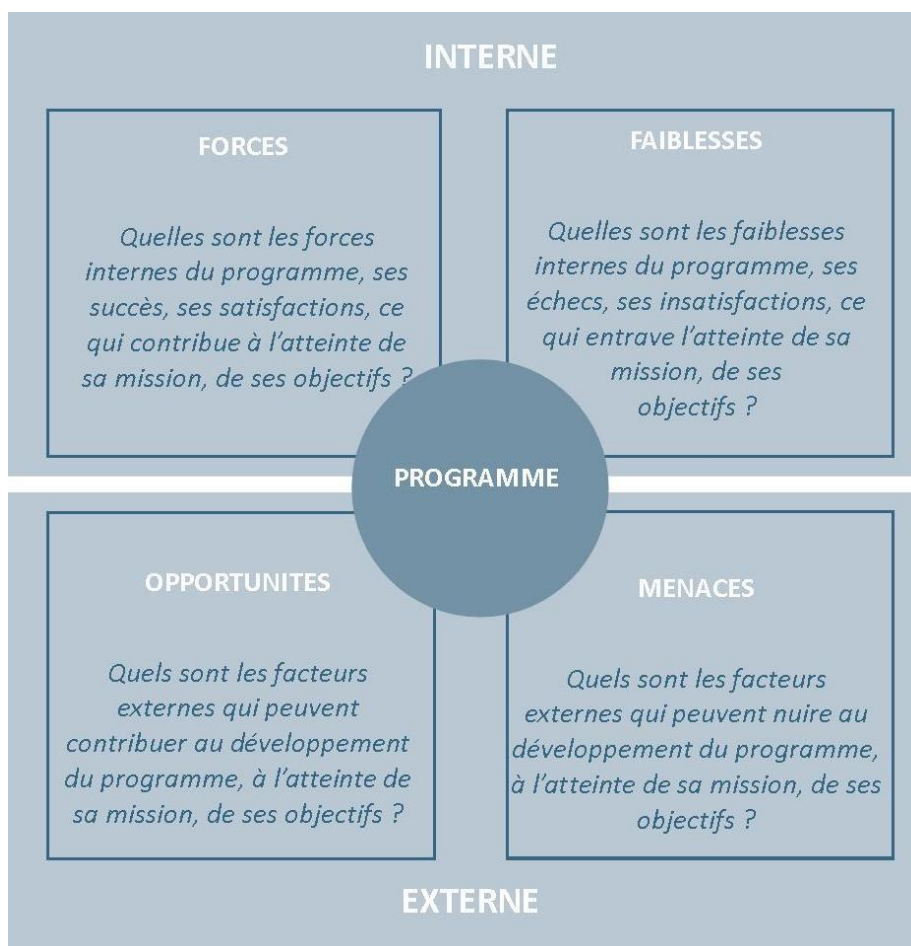 INTERNE
FORCES
Quelles sont les forces
internes du programme, ses
succès, ses satisfactions, ce
qui contribue à l'atteinte de
sa mission, de ses objectifs ?
FAIBLESSES
Quelles sont les faiblesses
internes du programme, ses
échecs, ses insatisfactions, ce
qui entrave l'atteinte de sa
mission, de ses
objectifs ?
PROGRAMME
OPPORTUNITES
Quels sont les facteurs
externes qui peuvent
contribuer au développement
du programme, à l'atteinte de
sa mission, de ses objectifs ?
MENACES
Quels sont les facteurs
externes qui peuvent nuire au
développement du programme,
à l'atteinte de sa mission, de ses
objectifs ?
EXTERNE